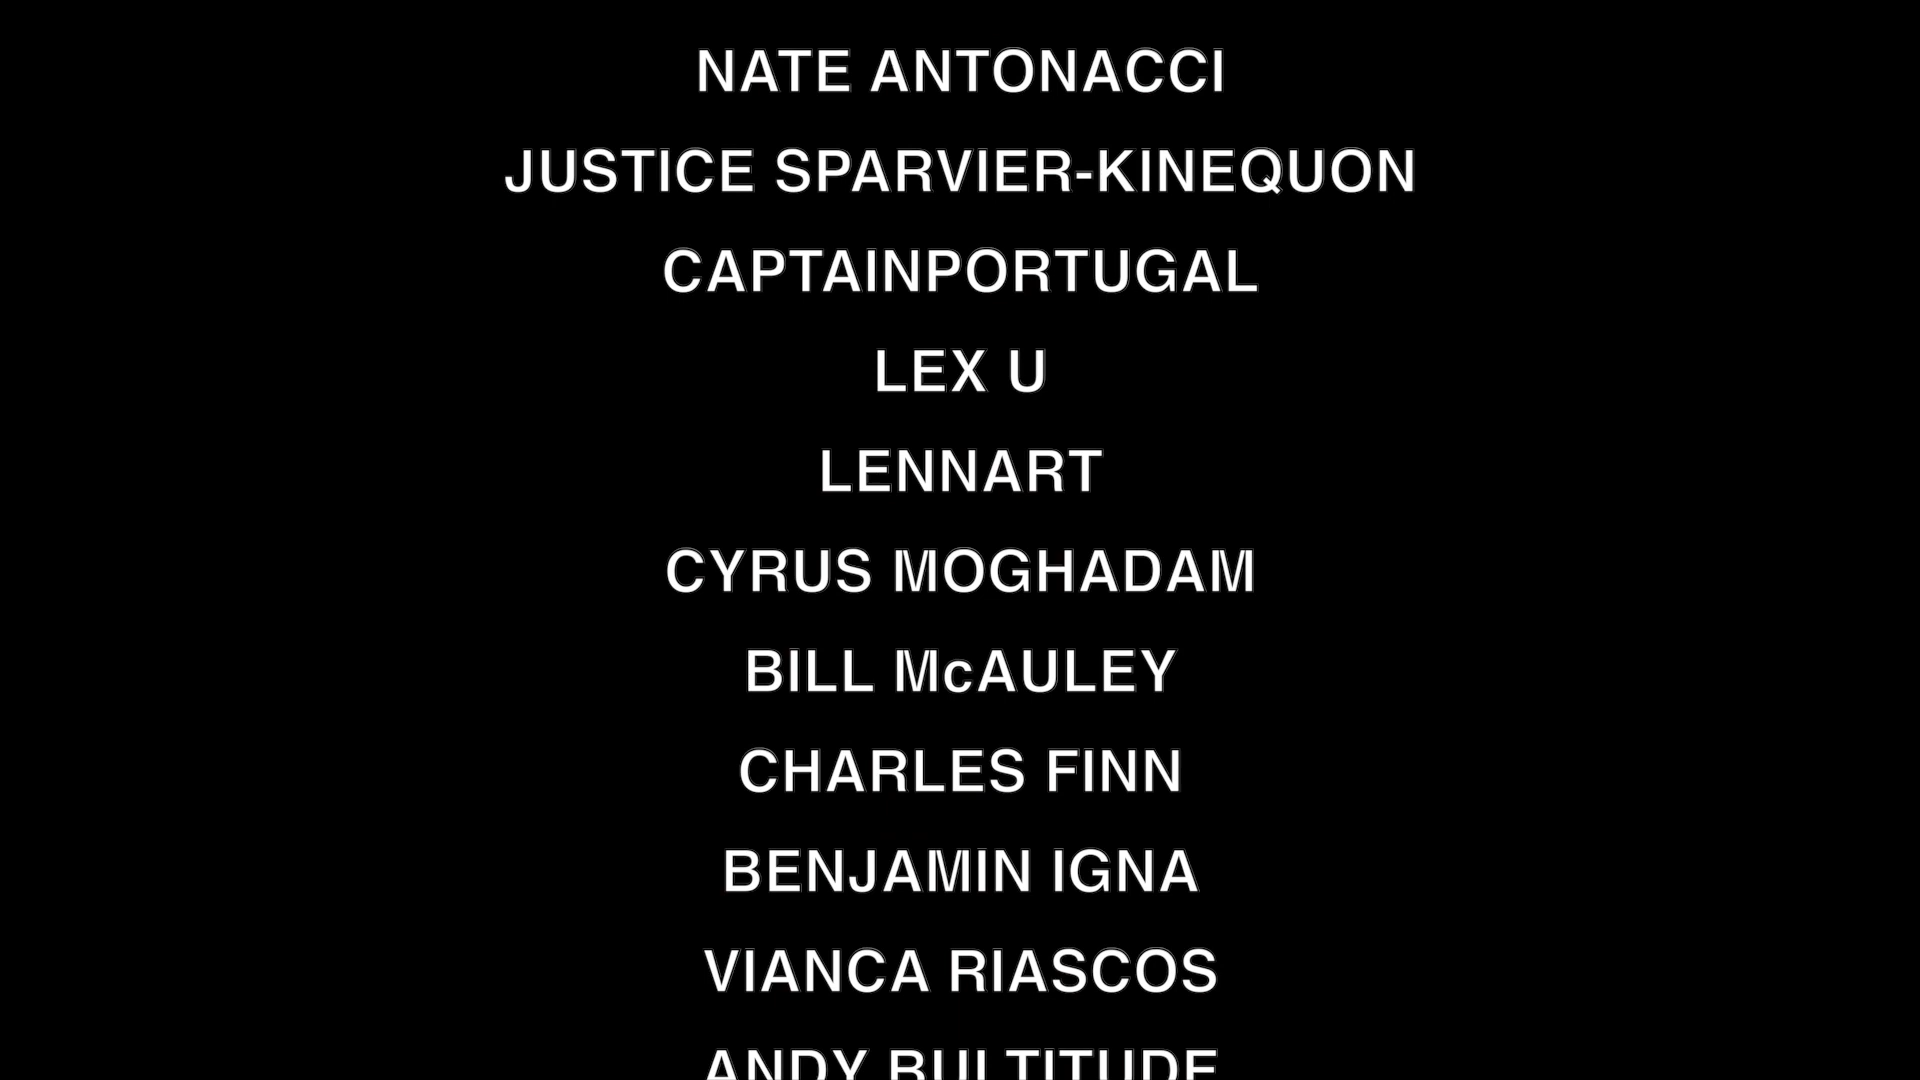 NATE ANTONACCI
JUSTICE SPARVIER-KINEQUON
CAPTAINPORTUGAL
LEX U
LENNART
CYRUS MOGHADAM
BILL McAULEY
CHARLES FINN
BENJAMIN IGNA
VIANCA RIASCOS
ANDY BULTITUDE